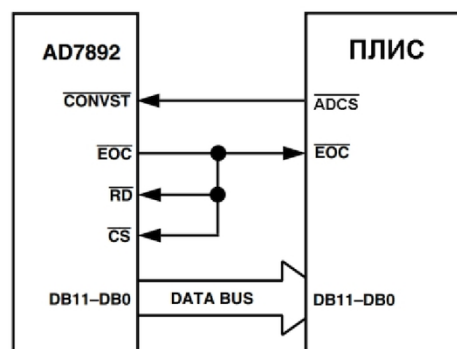 AD7892
ПЛИС
CONVST
ADCS
EOC
EOC
RD
CS
DB11–DB0
DATA BUS
DB11–DB0